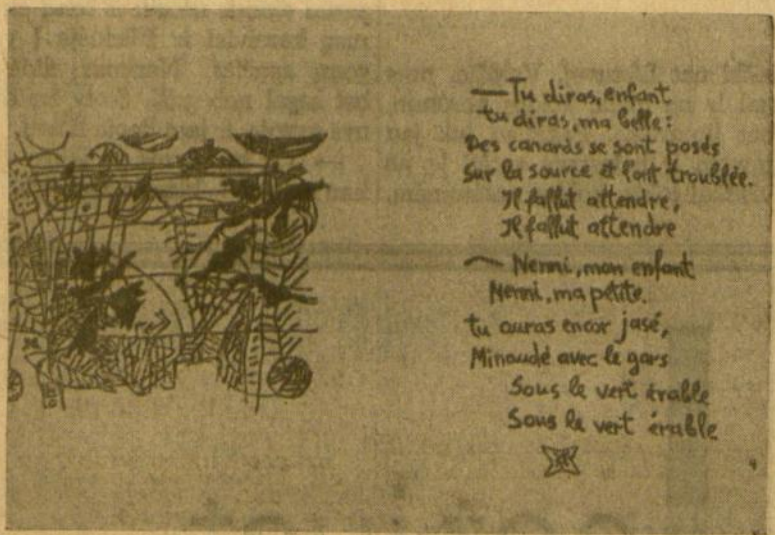 — Tu diras, enfant
tu diras, ma belle:
Des canards se sont posés
Sur la source et l'ont troublée.
Il fallut attendre,
Il fallut attendre
— Nenni, mon enfant
Nenni, ma petite.
tu auras encor jasé,
Minaudé avec le gars
Sous le vert érable
Sous le vert érable